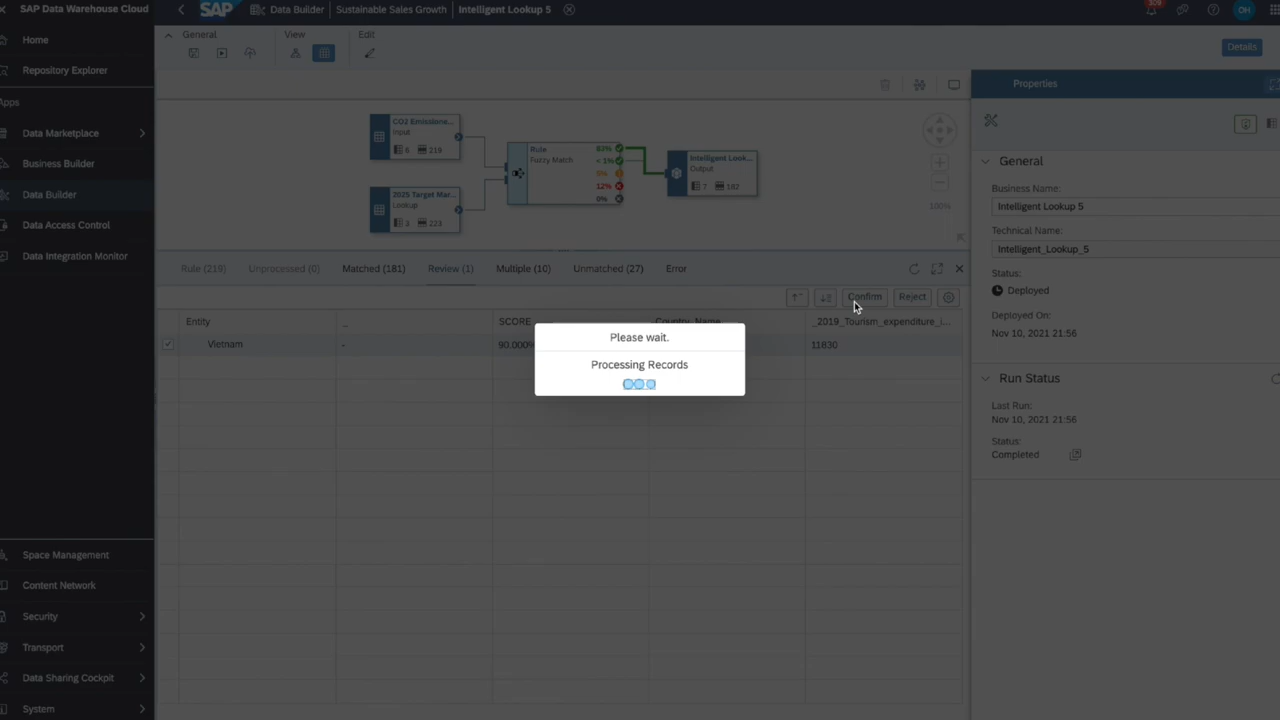 SAP Data Warehouse Cloud
SAP
Data Builder
Sustainable Sales Growth
Intelligent Lookup 5
309
OH
Home
Repository Explorer
Apps
Data Marketplace
Business Builder
Data Builder
Data Access Control
Data Integration Monitor
Space Management
Content Network
Security
Transport
Data Sharing Cockpit
System
General
View
Edit
Details
CO2 Emissions...
Input
6 219
2025 Target Mar...
Lookup
3 223
Rule
Fuzzy Match
83%
< 1%
5%
12%
0%
Intelligent Look...
Output
7 182
100%
Rule (219)
Unprocessed (0)
Matched (181)
Review (1)
Multiple (10)
Unmatched (27)
Error
Confirm
Reject
Entity
..
SCORE
Country_Name
_2019_Tourism_expenditure_i...
Vietnam
-
90.000%
11830
Please wait.
Processing Records
Properties
General
Business Name:
Intelligent Lookup 5
Technical Name:
Intelligent_Lookup_5
Status:
Deployed
Deployed On:
Nov 10, 2021 21:56
Run Status
Last Run:
Nov 10, 2021 21:56
Status:
Completed